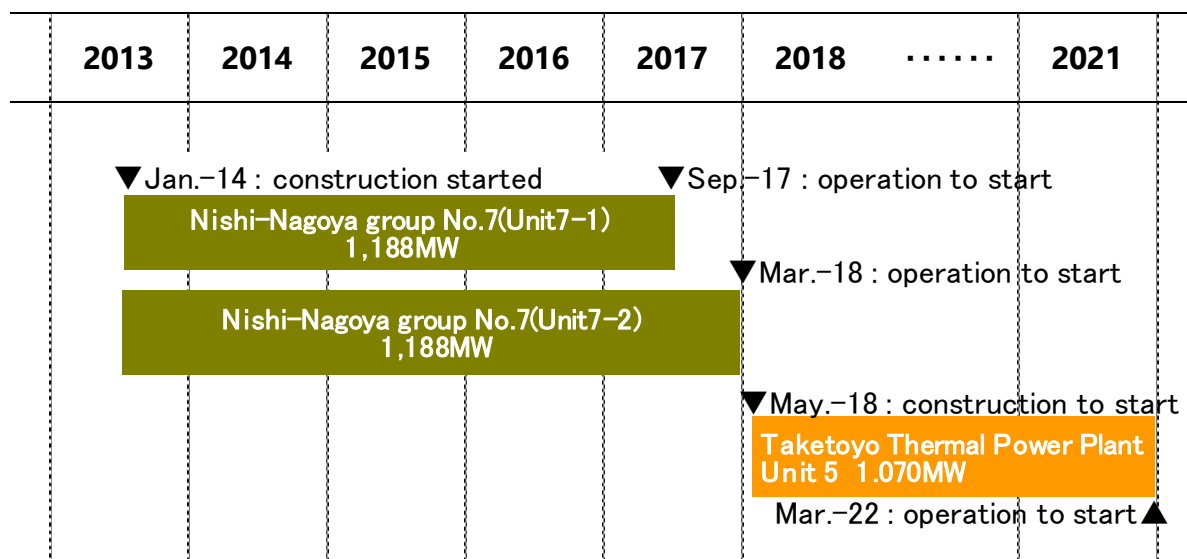 2013 2014 2015 2016 2017 2018 ・・・・・・ 2021
▼Jan.-14 : construction started
▼Sep.-17 : operation to start
Nishi-Nagoya group No.7(Unit7-1)
1,188MW
▼Mar.-18 : operation to start
Nishi-Nagoya group No.7(Unit7-2)
1,188MW
▼May.-18 : construction to start
Taketoyo Thermal Power Plant
Unit 5 1.070MW
Mar.-22 : operation to start▲